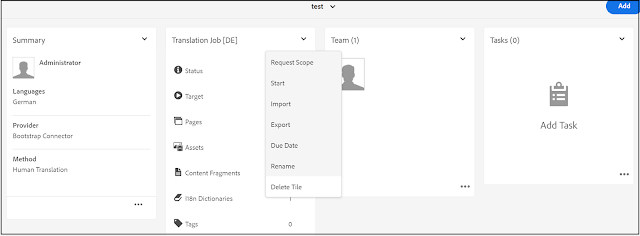 test
Add
Summary
Administrator
Languages
German
Provider
Bootstrap Connector
Method
Human Translation
Translation Job [DE]
Status
Target
Pages
Assets
Content Fragments
I18n Dictionaries
1
Tags
0
Request Scope
Start
Import
Export
Due Date
Rename
Delete Tile
Team (1)
Tasks (0)
Add Task